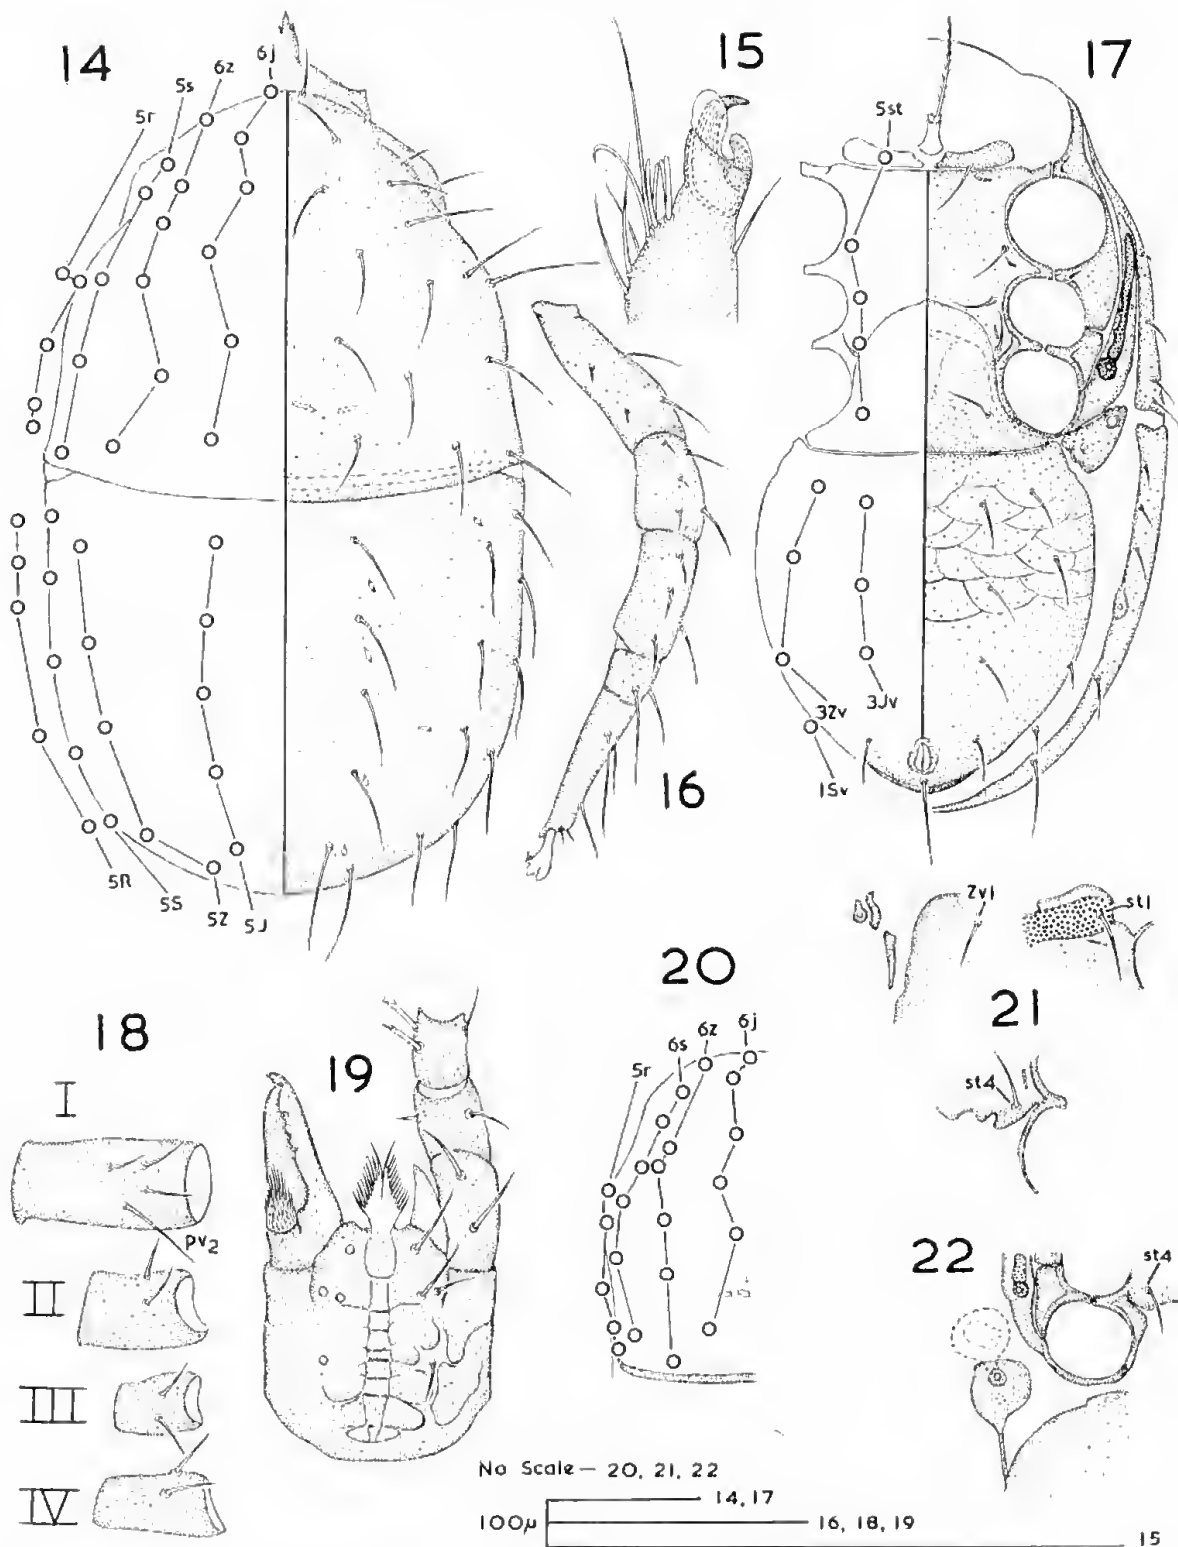 14
5r
5s
6z
6j
15
17
5st
16
3Zv
3Jv
1Sv
5R
5S
5Z
5J
Zv1
st1
20
21
st4
18
I
pv2
II
III
IV
19
5r
6s
6z
6j
22
st4
No Scale — 20, 21, 22
14, 17
100µ
16, 18, 19
15